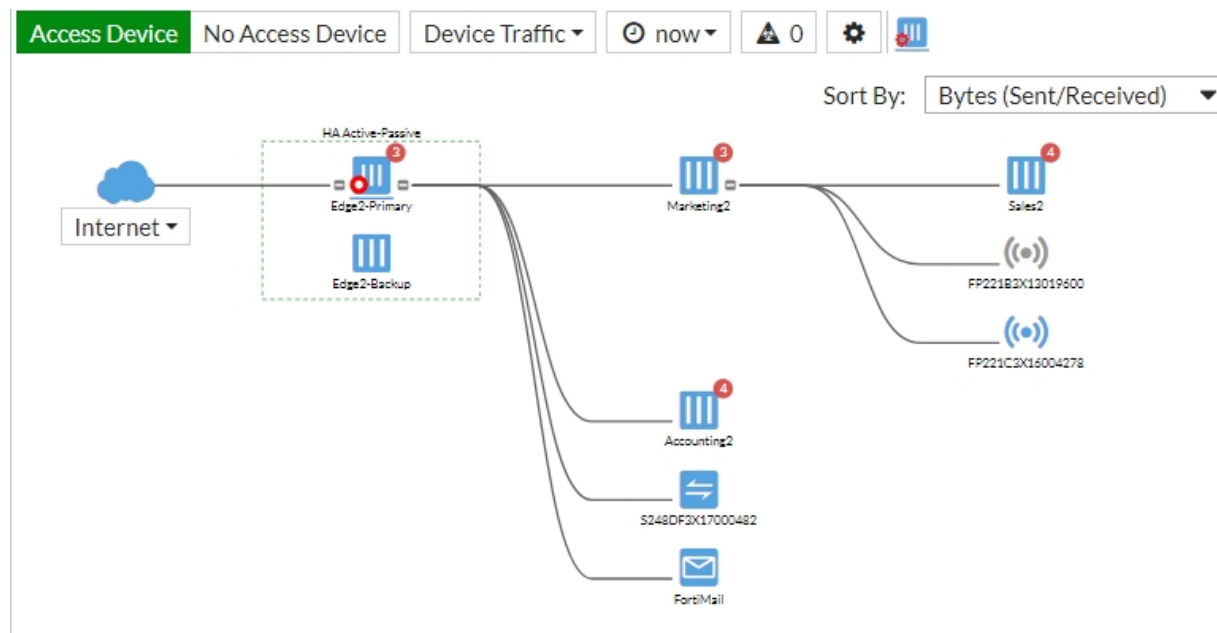 Access Device No Access Device Device Traffic now 0
Sort By: Bytes (Sent/Received)
HA Active-Passive
3 3 4
Edge2-Primary Marketing2 Sales2
Internet
Edge2-Backup FP221B3X13019600
FP221C3X16004278
4
Accounting2
S248DF3X17000482
FortiMail